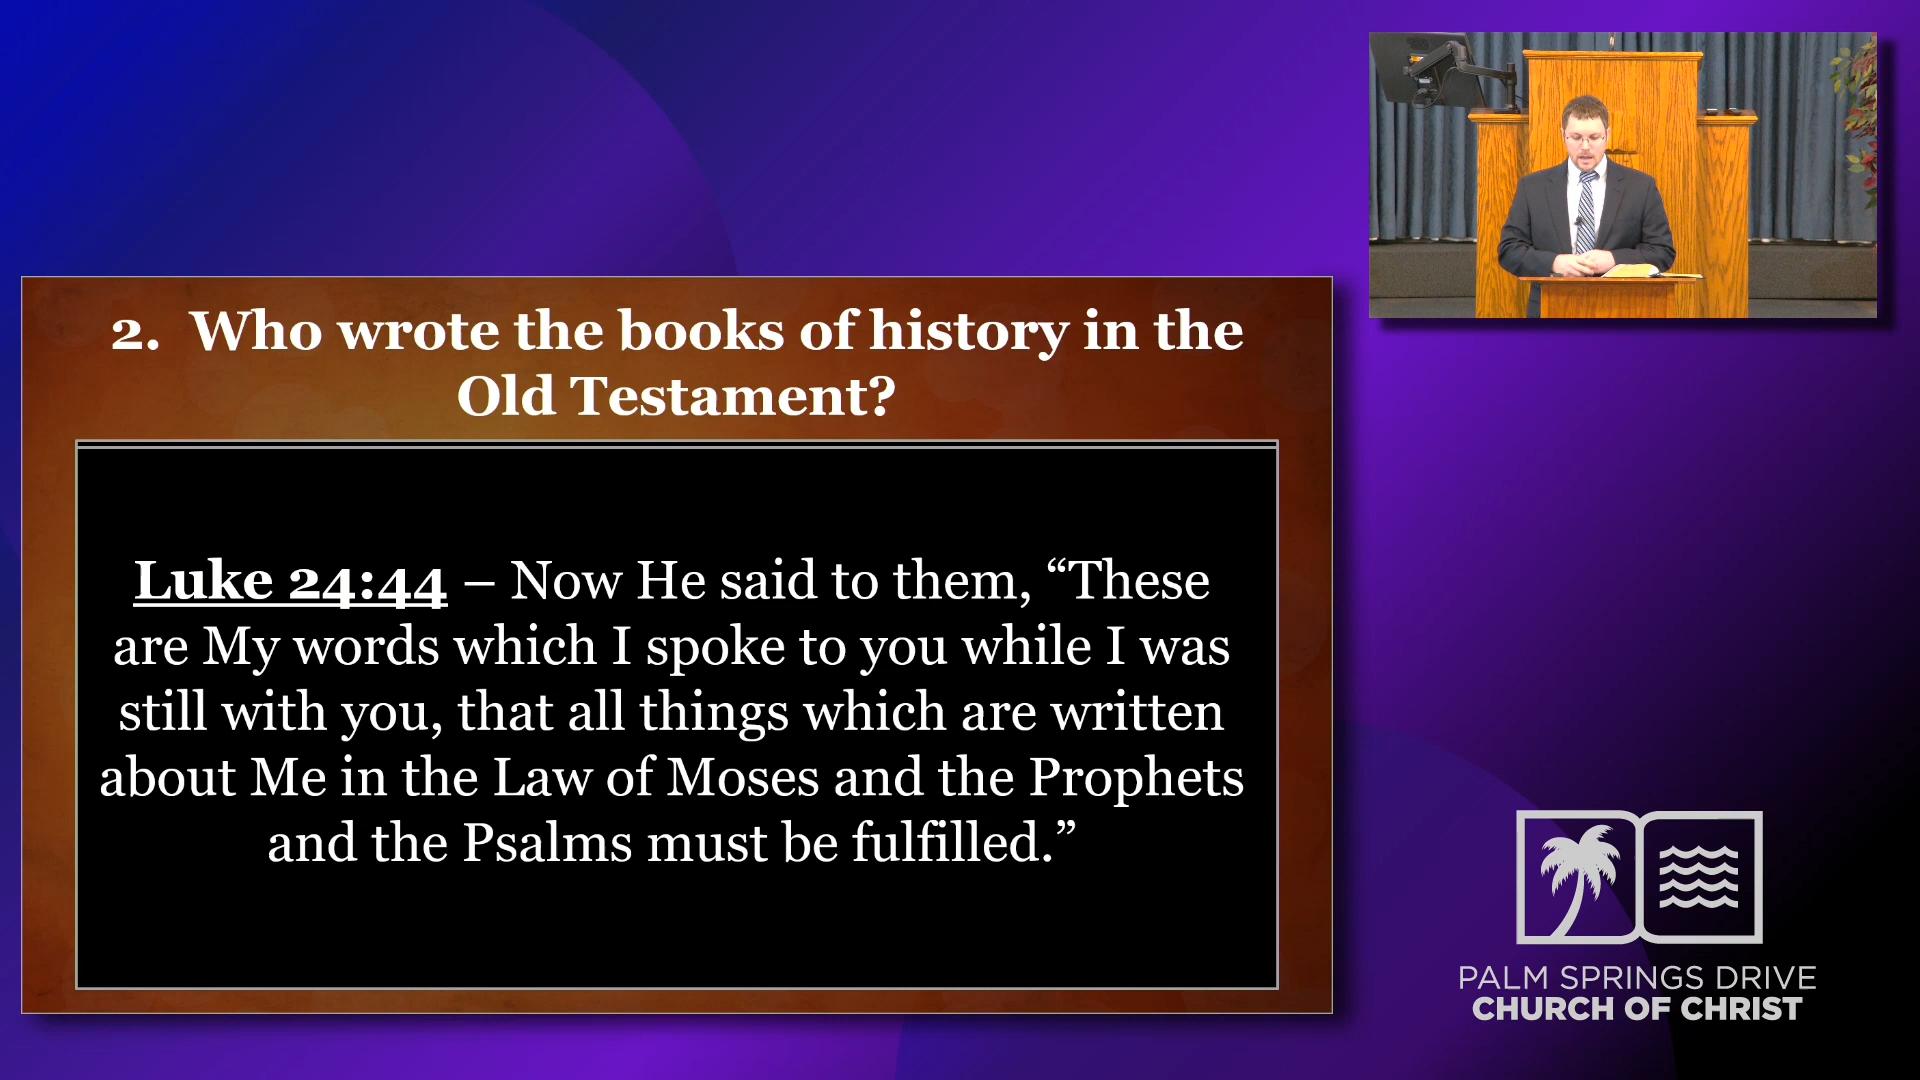 2. Who wrote the books of history in the
Old Testament?
Luke 24:44 – Now He said to them, “These
are My words which I spoke to you while I was
still with you, that all things which are written
about Me in the Law of Moses and the Prophets
and the Psalms must be fulfilled.”
PALM SPRINGS DRIVE
CHURCH OF CHRIST